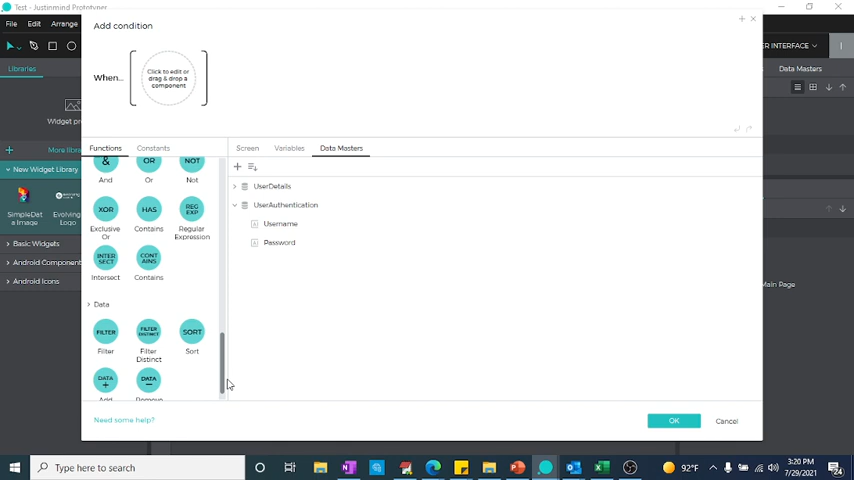 Test - Justinmind Prototyper
File Edit Arrange
ER INTERFACE
Libraries
Data Masters
Widget pr
More libra
New Widget Library
SimpleDat
a Image
Evolving
Logo
Basic Widgets
Android Component
Android Icons
Main Page
Add condition
When...
Click to edit or
drag & drop a
component
Functions Constants
Screen Variables Data Masters
&
And
OR
Or
NOT
Not
XOR
Exclusive
Or
HAS
Contains
REG
EXP
Regular
Expression
INTER
SECT
Intersect
CONT
AINS
Contains
Data
FILTER
Filter
FILTER
DISTINCT
Filter
Distinct
SORT
Sort
DATA
+
Add
DATA
-
Remove
UserDetails
UserAuthentication
A Username
A Password
Need some help?
OK
Cancel
Type here to search
92°F
3:20 PM
7/29/2021
24